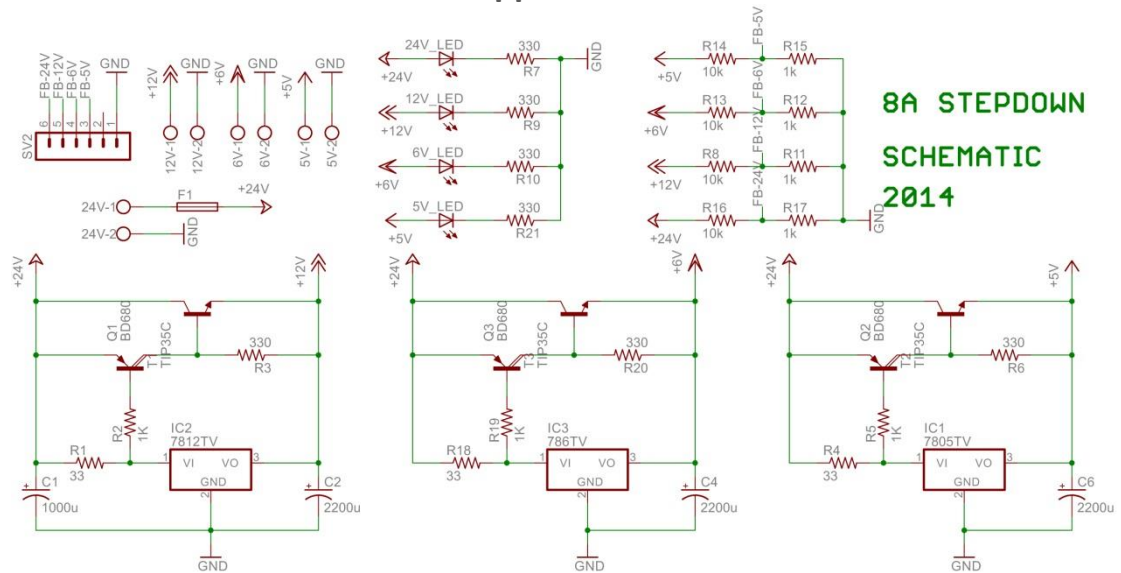 FB-24V
FB-12V
FB-6V
FB-5V
GND
6
5
4
3
2
1
SV2
+12V
GND
12V-1
12V-2
+6V
GND
6V-1
6V-2
+5V
GND
5V-1
5V-2
24V-1
F1
+24V
24V-2
GND
24V_LED
330
+24V
R7
GND
12V_LED
330
+12V
R9
6V_LED
330
+6V
R10
5V_LED
330
+5V
R21
FB-5V
R14
R15
+5V
10k
1k
FB-6V
R13
R12
+6V
10k
1k
FB-12V
R8
R11
+12V
10k
1k
FB-24V
R16
R17
+24V
10k
1k
GND
8A STEPDOWN
SCHEMATIC
2014
+24V
+12V
Q1
BD680
T1
TIP35C
330
R3
R2
1K
R1
33
IC2
7812TV
1
VI
VO
3
GND
2
C1
1000u
C2
2200u
GND
+24V
+6V
Q3
BD680
T3
TIP35C
330
R20
R19
1K
R18
33
IC3
786TV
1
VI
VO
3
GND
2
C4
2200u
GND
+24V
+5V
Q2
BD680
T2
TIP35C
330
R6
R5
1K
R4
33
IC1
7805TV
1
VI
VO
3
GND
2
C6
2200u
GND